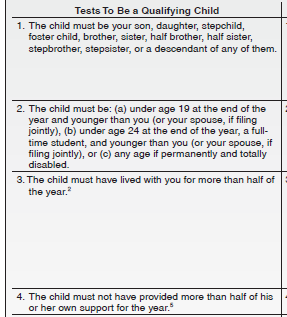 Tests To Be a Qualifying Child
1. The child must be your son, daughter, stepchild,
foster child, brother, sister, half brother, half sister,
stepbrother, stepsister, or a descendant of any of them.
2. The child must be: (a) under age 19 at the end of the
year and younger than you (or your spouse, if filing
jointly), (b) under age 24 at the end of the year, a full-
time student, and younger than you (or your spouse, if
filing jointly), or (c) any age if permanently and totally
disabled.
3. The child must have lived with you for more than half of
the year.²
4. The child must not have provided more than half of his
or her own support for the year.⁵